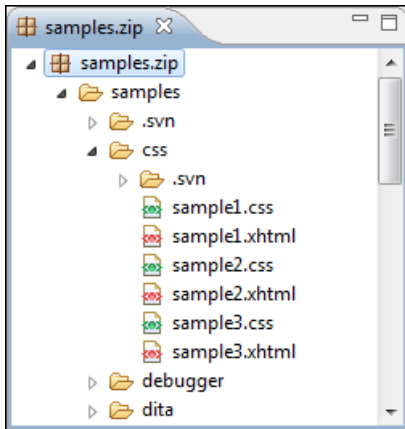 samples.zip
samples.zip
samples
.svn
css
.svn
sample1.css
sample1.xhtml
sample2.css
sample2.xhtml
sample3.css
sample3.xhtml
debugger
dita